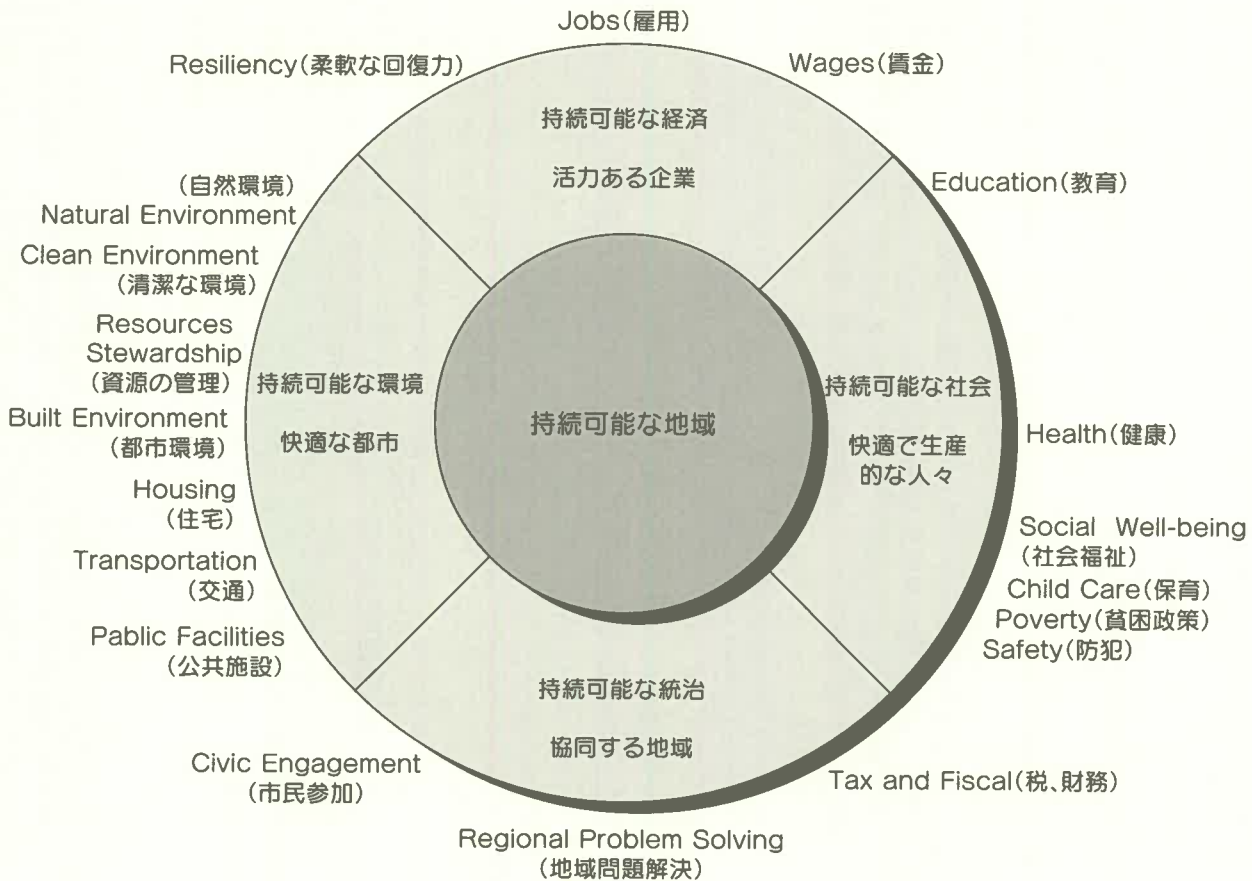 Jobs(雇用)
Resiliency(柔軟な回復力)
Wages(賃金)
持続可能な経済
活力ある企業
(自然環境)
Natural Environment
Education(教育)
Clean Environment
(清潔な環境)
Resources
Stewardship
(資源の管理)
持続可能な環境
快適な都市
持続可能な地域
持続可能な社会
快適で生産
的な人々
Built Environment
(都市環境)
Health(健康)
Housing
(住宅)
Social Well-being
(社会福祉)
Transportation
(交通)
Child Care(保育)
Poverty(貧困政策)
Safety(防犯)
Pablic Facilities
(公共施設)
持続可能な統治
協同する地域
Civic Engagement
(市民参加)
Tax and Fiscal(税、財務)
Regional Problem Solving
(地域問題解決)